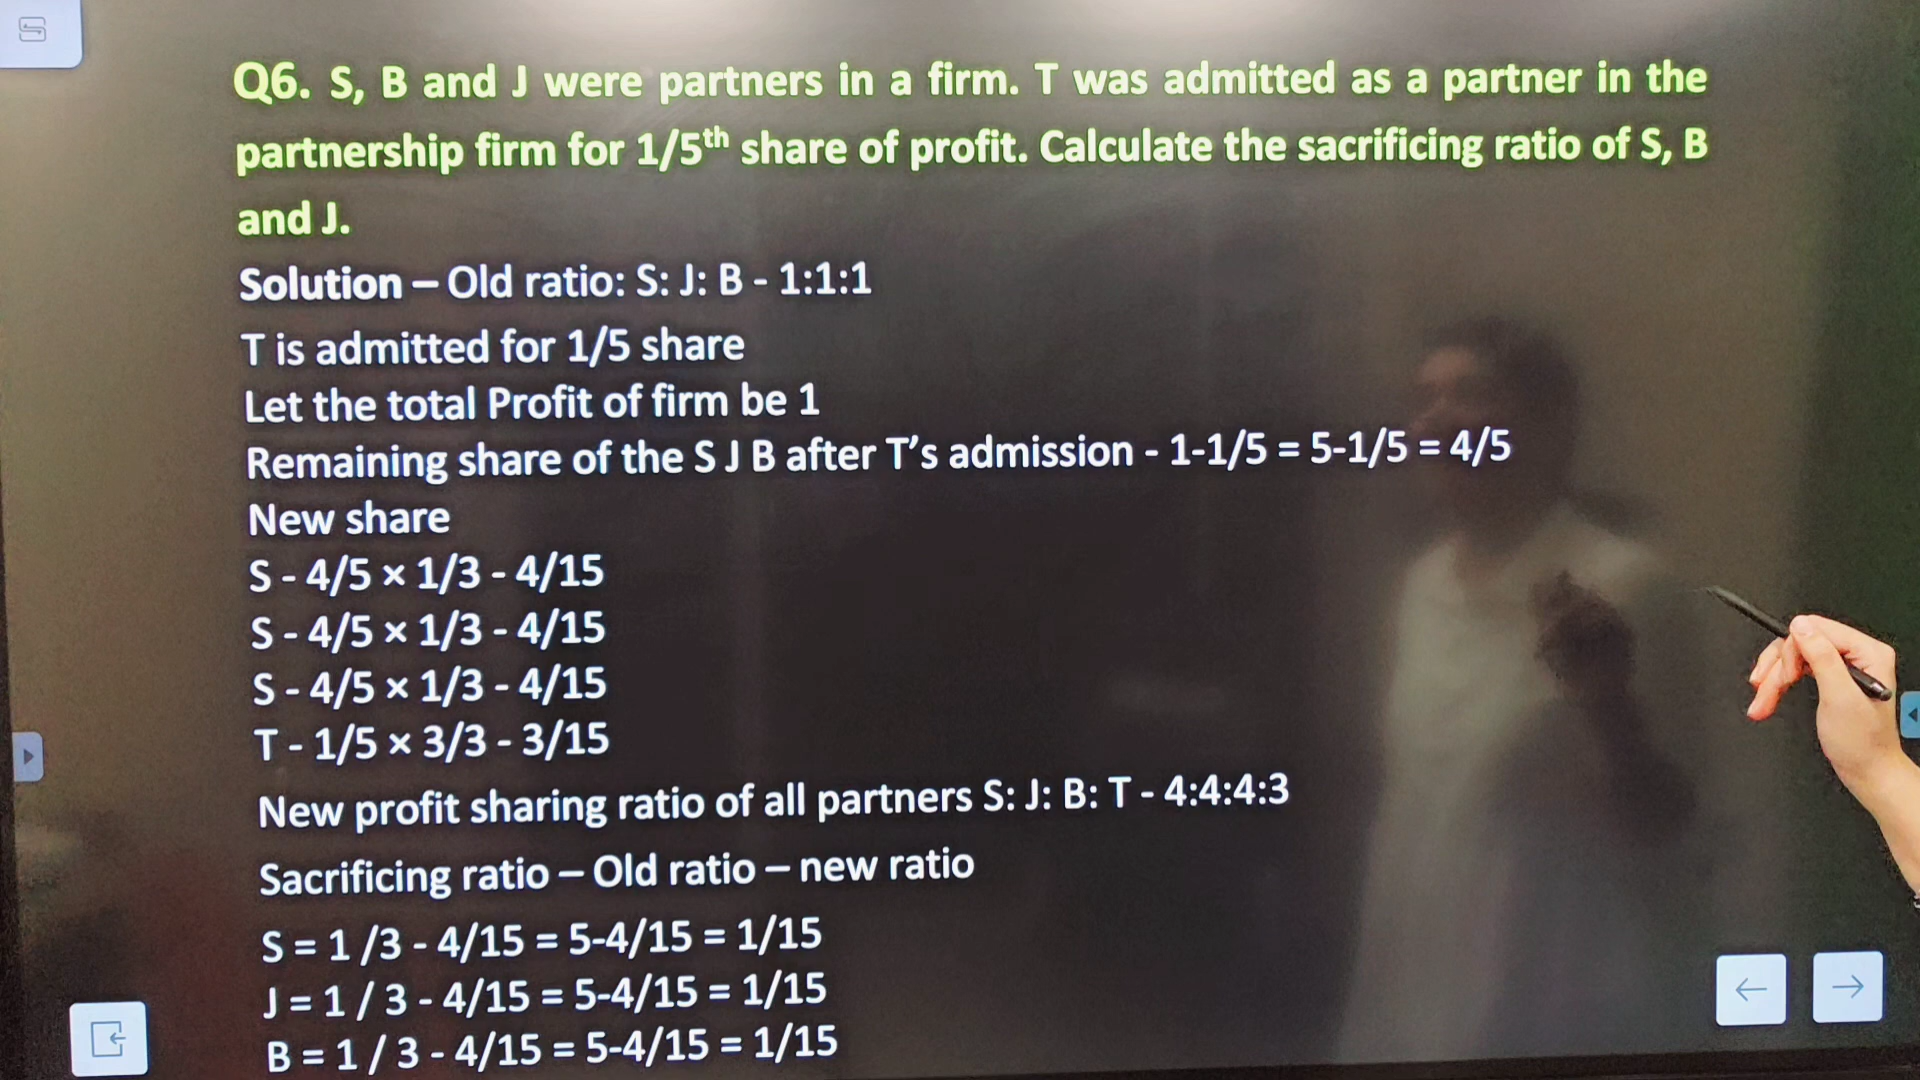 Q6. S, B and J were partners in a firm. T was admitted as a partner in the
partnership firm for 1/5th share of profit. Calculate the sacrificing ratio of S, B
and J.
Solution – Old ratio: S: J: B - 1:1:1
T is admitted for 1/5 share
Let the total Profit of firm be 1
Remaining share of the S J B after T’s admission - 1-1/5 = 5-1/5 = 4/5
New share
S - 4/5 × 1/3 - 4/15
S - 4/5 × 1/3 - 4/15
S - 4/5 × 1/3 - 4/15
T - 1/5 × 3/3 - 3/15
New profit sharing ratio of all partners S: J: B: T - 4:4:4:3
Sacrificing ratio – Old ratio – new ratio
S = 1 /3 - 4/15 = 5-4/15 = 1/15
J = 1 / 3 - 4/15 = 5-4/15 = 1/15
B = 1 / 3 - 4/15 = 5-4/15 = 1/15